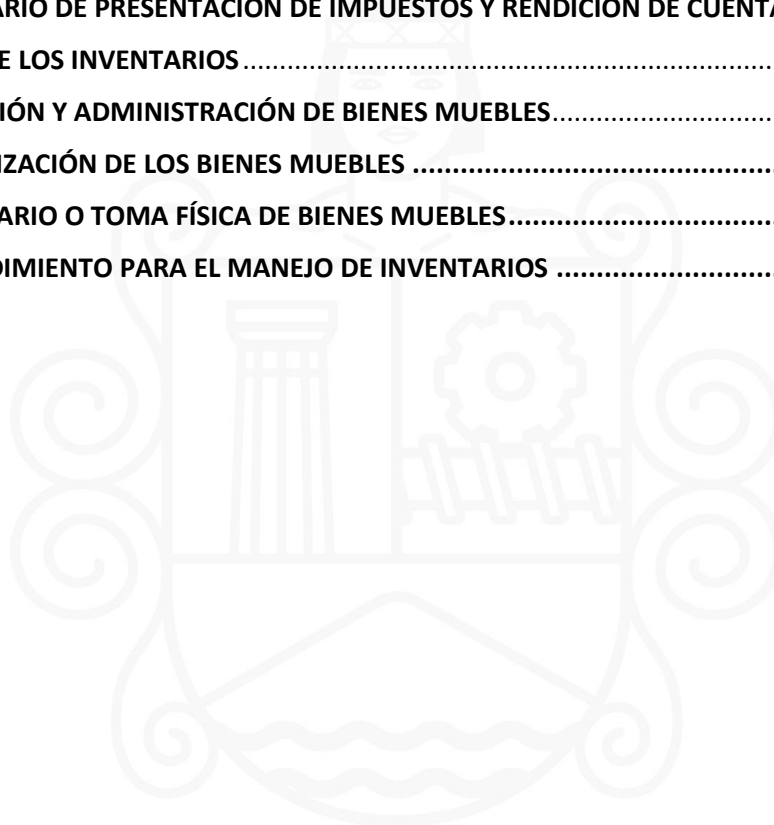 ARIO DE PRESENTACIÓN DE IMPUESTOS Y RENDICIÓN DE CUENTA
E LOS INVENTARIOS....................................................................................
IÓN Y ADMINISTRACIÓN DE BIENES MUEBLES...................................
IZACIÓN DE LOS BIENES MUEBLES ..................................................
ARIO O TOMA FÍSICA DE BIENES MUEBLES....................................
DIMIENTO PARA EL MANEJO DE INVENTARIOS ..............................